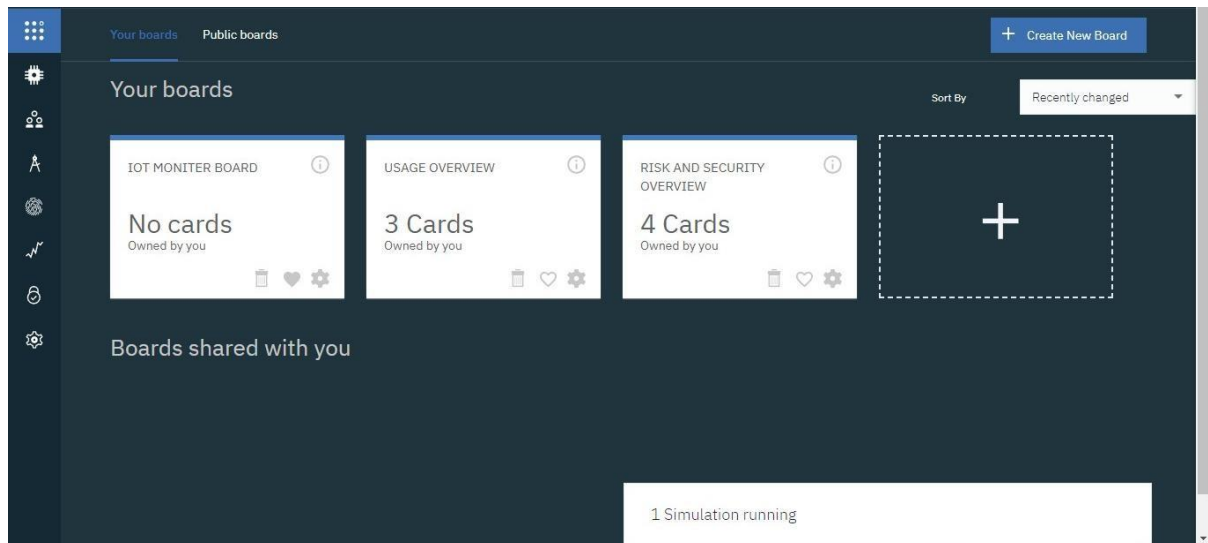 Your boards
Public boards
+ Create New Board
Your boards
Sort By
Recently changed
IOT MONITER BOARD
No cards
Owned by you
USAGE OVERVIEW
3 Cards
Owned by you
RISK AND SECURITY
OVERVIEW
4 Cards
Owned by you
Boards shared with you
1 Simulation running